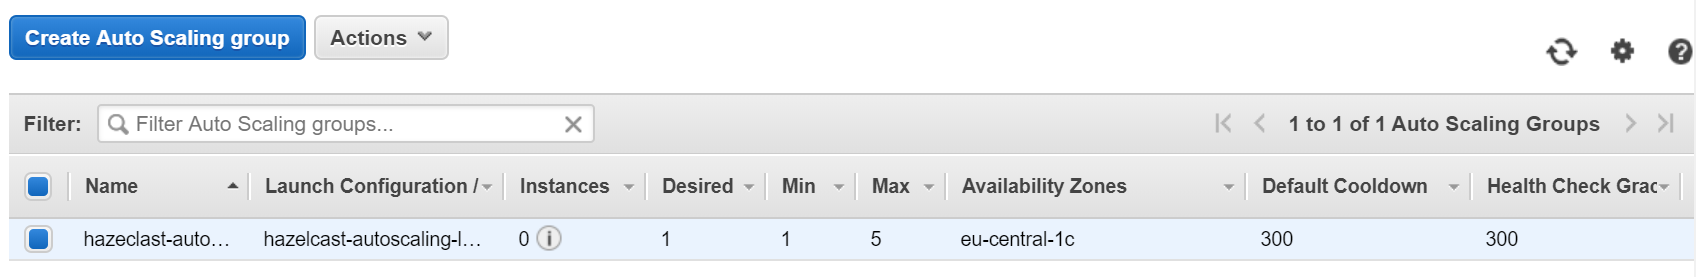 Create Auto Scaling group Actions
Filter: Filter Auto Scaling groups... 1 to 1 of 1 Auto Scaling Groups
Name Launch Configuration / Instances Desired Min Max Availability Zones Default Cooldown Health Check Grac
hazeclast-auto... hazelcast-autoscaling-l... 0 1 1 5 eu-central-1c 300 300